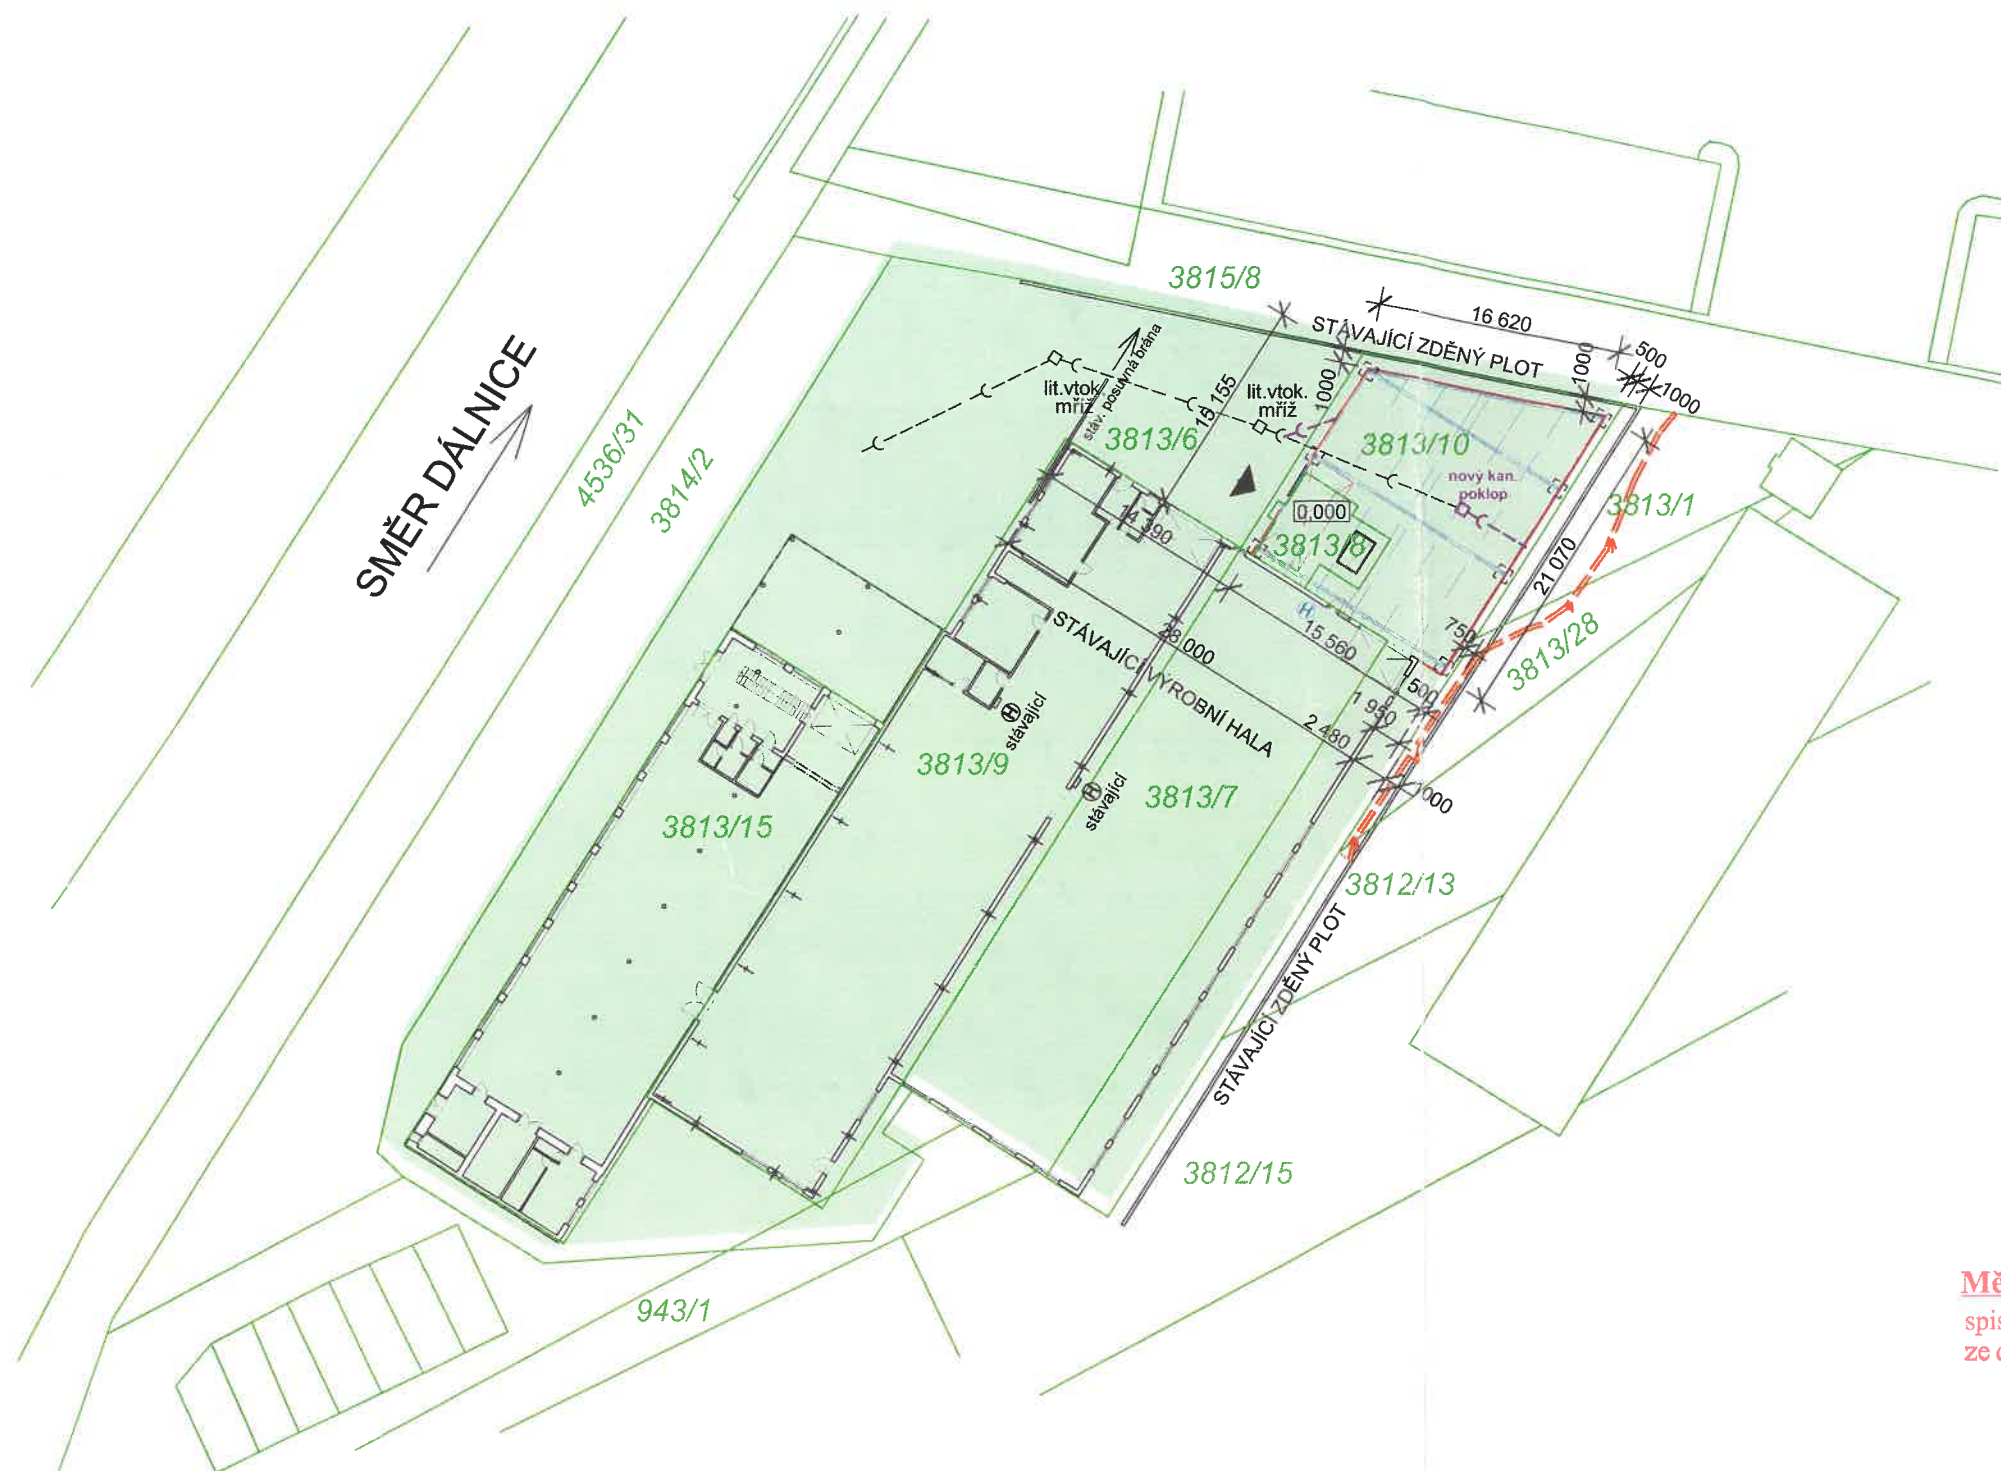 3815/8
16 620
STÁVAJÍCÍ ZDĚNÝ PLOT
500
1000
1000
1000
15 155
stáv. posuvná brána
lit.vtok.
mříž
lit.vtok.
mříž
SMĚR DÁLNICE
4536/31
3814/2
3813/6
3813/10
nový kan.
poklop
3813/1
0,000
3813/8
14 390
21 070
H
750
15 560
3813/28
STÁVAJÍCÍ VÝROBNÍ HALA
28 000
500
1 950
2 480
H
stávající
3813/9
H
stávající
3813/7
1000
3813/15
3812/13
STÁVAJÍCÍ ZDĚNÝ PLOT
3812/15
943/1
Mě
spis
ze